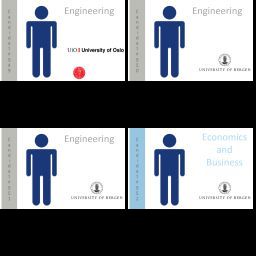 Engineering
UiO University of Oslo
Engineering
UNIVERSITY OF BERGEN
Engineering
UNIVERSITY OF BERGEN
Economics
and
Business
UNIVERSITY OF BERGEN